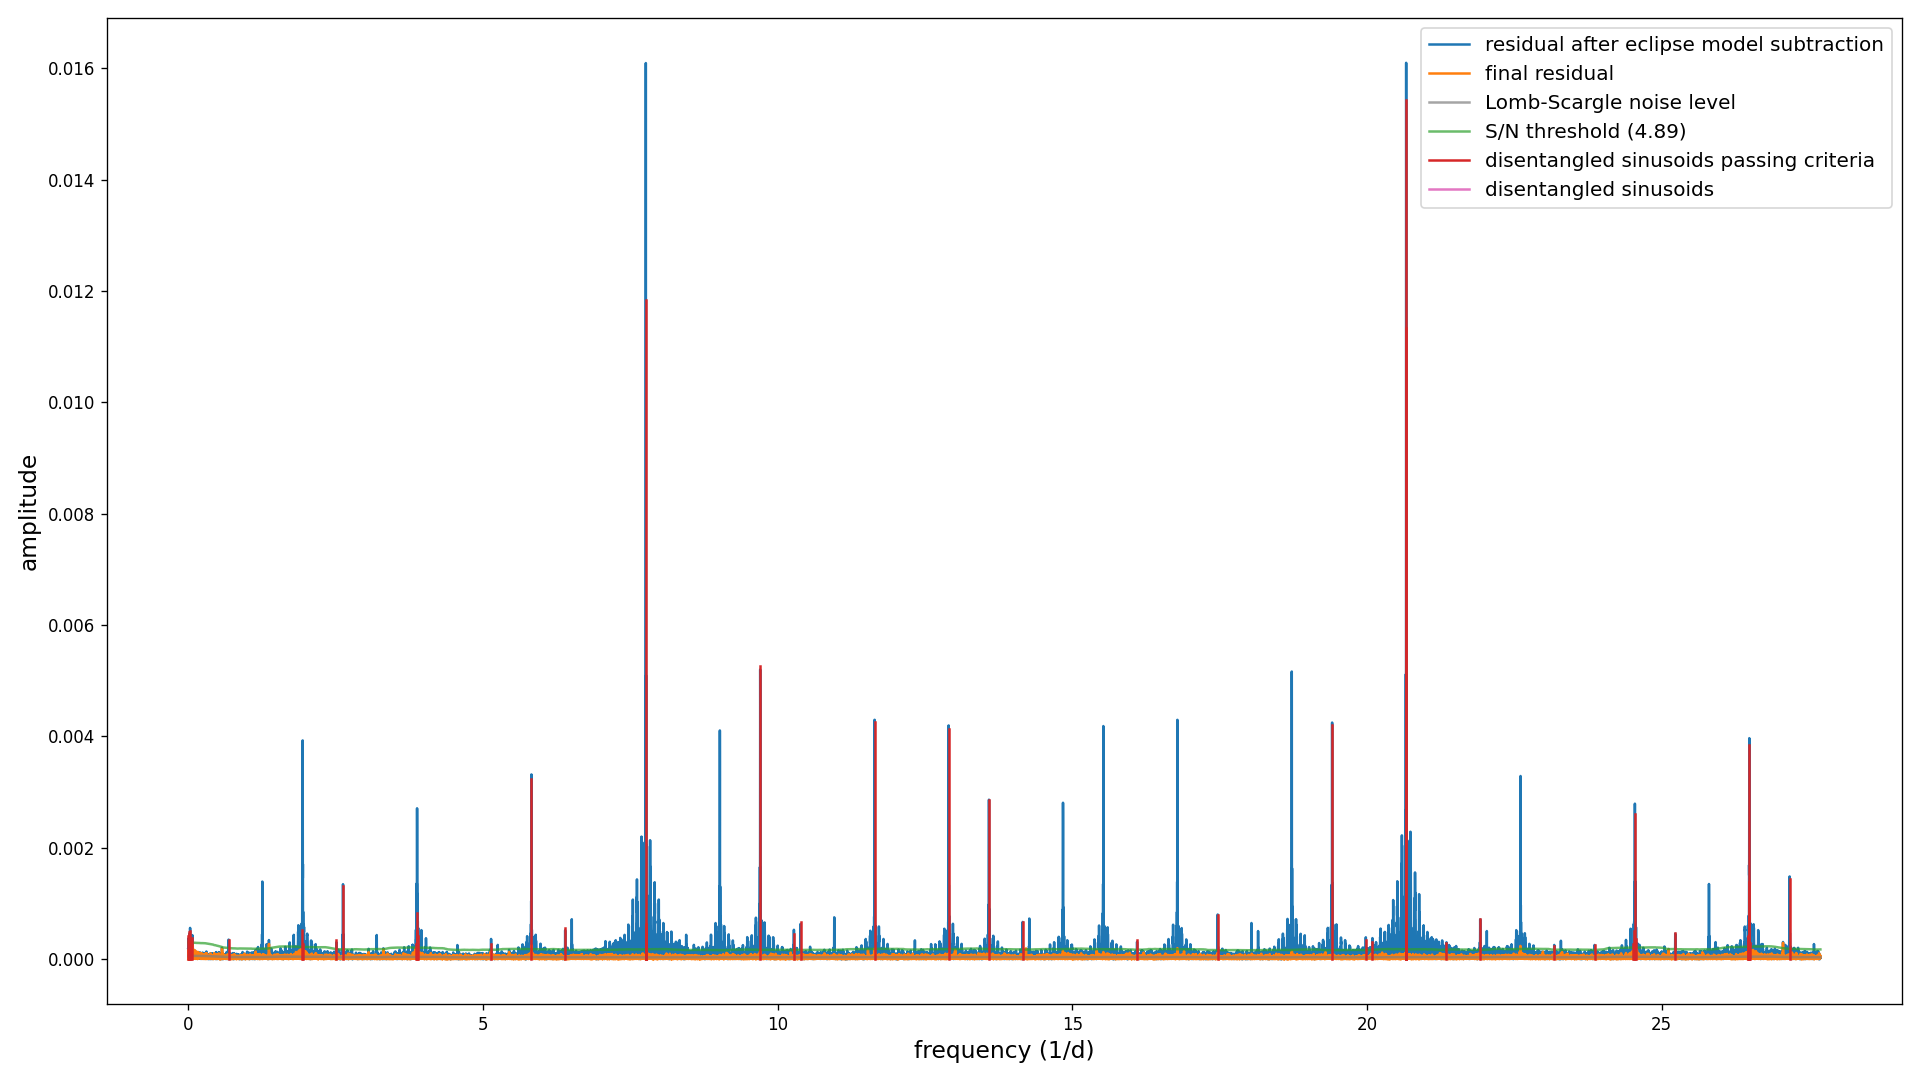 residual after eclipse model subtraction
final residual
Lomb-Scargle noise level
S/N threshold (4.89)
disentangled sinusoids passing criteria
disentangled sinusoids
0.016
0.014
0.012
0.010
0.008
0.006
0.004
0.002
0.000
amplitude
0 5 10 15 20 25
frequency (1/d)